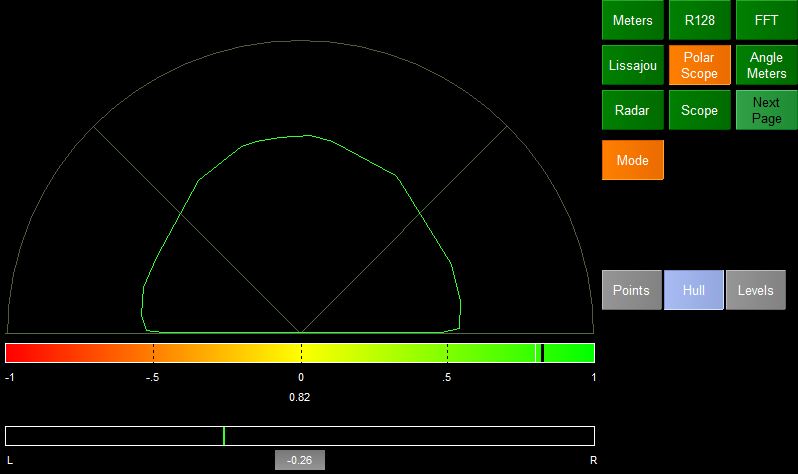 Meters R128 FFT
Lissajou Polar Scope Angle Meters
Radar Scope Next Page
Mode
Points Hull Levels
-1 -.5 0 .5 1
0.82
L -0.26 R